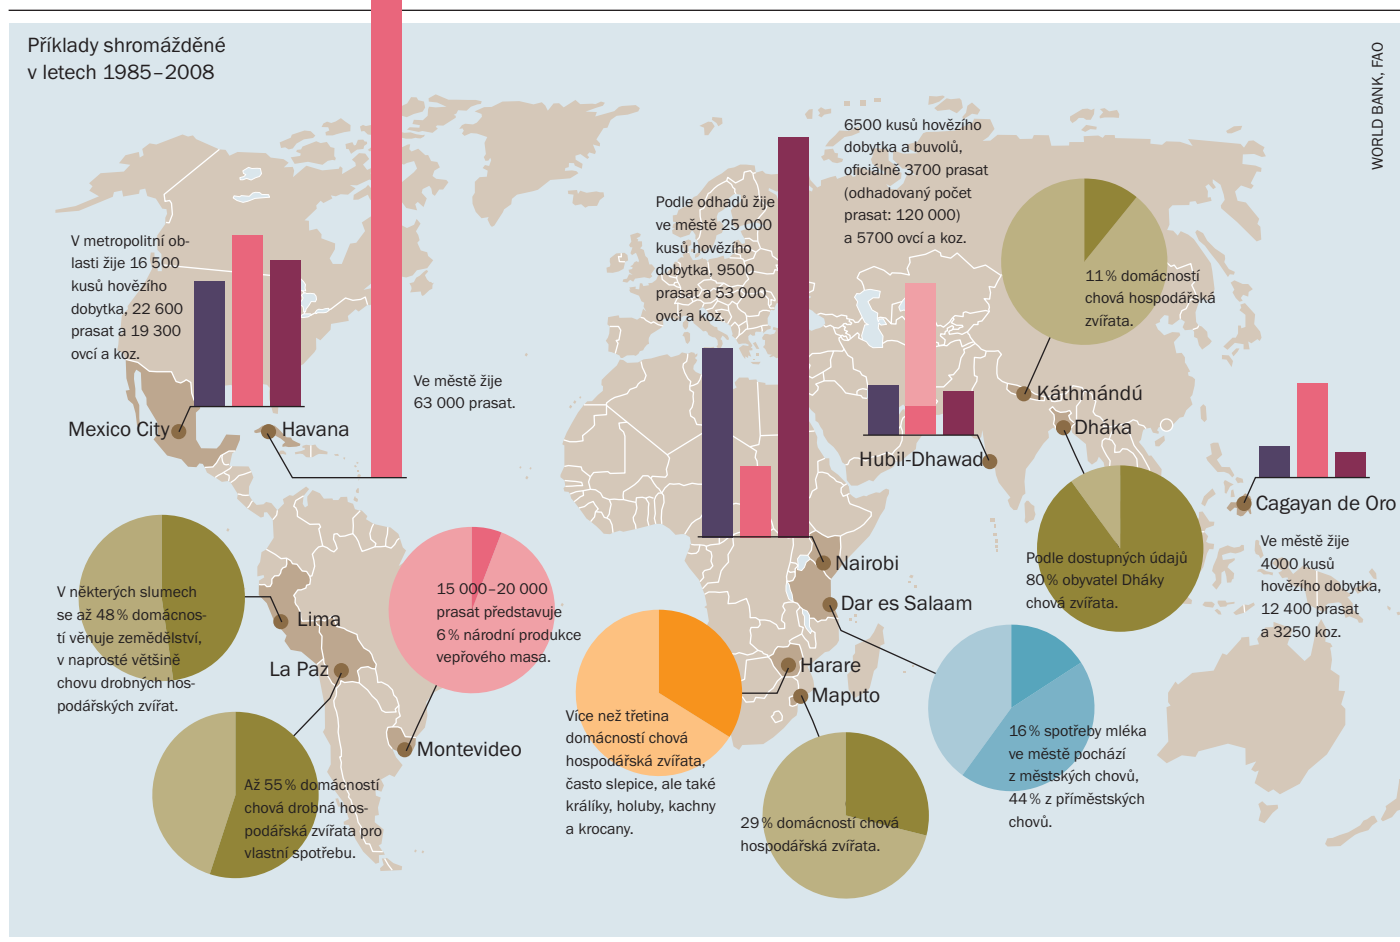 Příklady shromážděné
v letech 1985–2008
WORLD BANK, FAO
V metropolitní ob-
lasti žije 16 500
kusů hovězího
dobytka, 22 600
prasat a 19 300
ovcí a koz.
Mexico City
Havana
Ve městě žije
63 000 prasat.
Podle odhadů žije
ve městě 25 000
kusů hovězího
dobytka, 9500
prasat a 53 000
ovcí a koz.
6500 kusů hovězího
dobytka a buvolů,
oficiálně 3700 prasat
(odhadovaný počet
prasat: 120 000)
a 5700 ovcí a koz.
11 % domácností
chová hospodářská
zvířata.
Káthmándú
Dháka
Hubil-Dhawad
Cagayan de Oro
Ve městě žije
4000 kusů
hovězího dobytka,
12 400 prasat
a 3250 koz.
Podle dostupných údajů
80 % obyvatel Dháky
chová zvířata.
Nairobi
Dar es Salaam
Harare
Maputo
V některých slumech
se až 48 % domácnos-
tí věnuje zemědělství,
v naprosté většině
chovu drobných hos-
podářských zvířat.
Lima
La Paz
15 000–20 000
prasat představuje
6 % národní produkce
vepřového masa.
Montevideo
Až 55 % domácností
chová drobná hos-
podářská zvířata pro
vlastní spotřebu.
Více než třetina
domácností chová
hospodářská zvířata,
často slepice, ale také
králíky, holuby, kachny
a krocany.
29 % domácností chová
hospodářská zvířata.
16 % spotřeby mléka
ve městě pochází
z městských chovů,
44 % z příměstských
chovů.